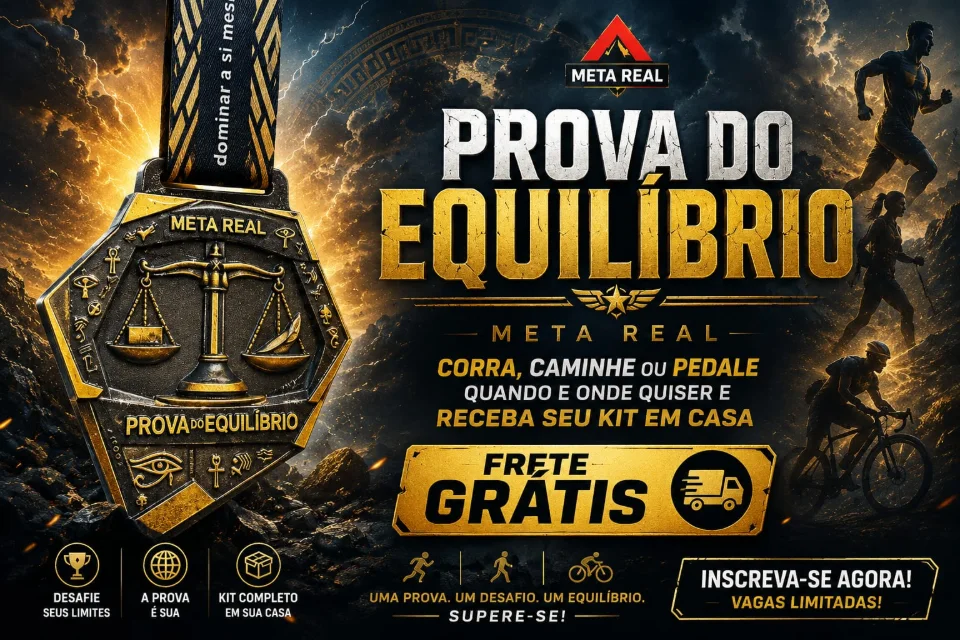 dominar a si
META REAL
PROVA DO EQUILÍBRIO
META REAL
PROVA DO
EQUILÍBRIO
META REAL
CORRA, CAMINHE OU PEDALE
QUANDO E ONDE QUISER E
RECEBA SEU KIT EM CASA
FRETE
GRÁTIS
DESAFIE
SEUS LIMITES
A PROVA
É SUA
KIT COMPLETO
EM SUA CASA
UMA PROVA. UM DESAFIO. UM EQUILÍBRIO.
SUPERE-SE!
INSCREVA-SE AGORA!
VAGAS LIMITADAS!